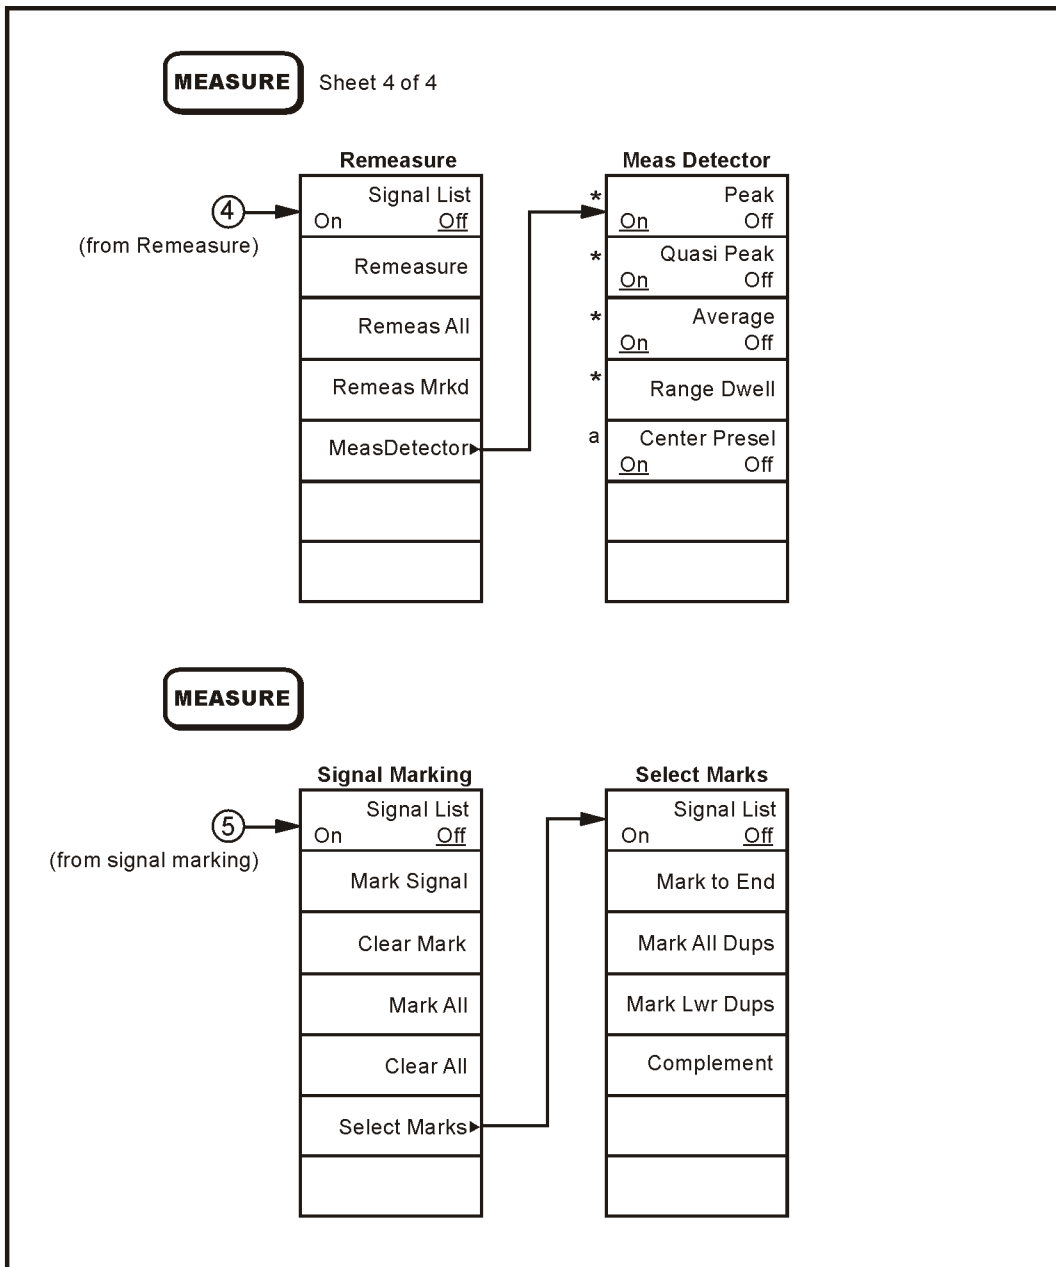 MEASURE Sheet 4 of 4
Remeasure
4
(from Remeasure)
Signal List
On Off
Remeasure
Remeas All
Remeas Mrkd
MeasDetector
Meas Detector
* Peak
On Off
* Quasi Peak
On Off
* Average
On Off
* Range Dwell
a Center Presel
On Off
MEASURE
Signal Marking
5
(from signal marking)
Signal List
On Off
Mark Signal
Clear Mark
Mark All
Clear All
Select Marks
Select Marks
Signal List
On Off
Mark to End
Mark All Dups
Mark Lwr Dups
Complement